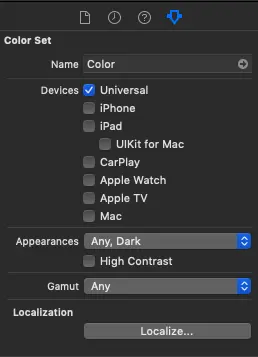 Color Set
Name Color
Devices Universal
iPhone
iPad
UIKit for Mac
CarPlay
Apple Watch
Apple TV
Mac
Appearances Any, Dark
High Contrast
Gamut Any
Localization
Localize...